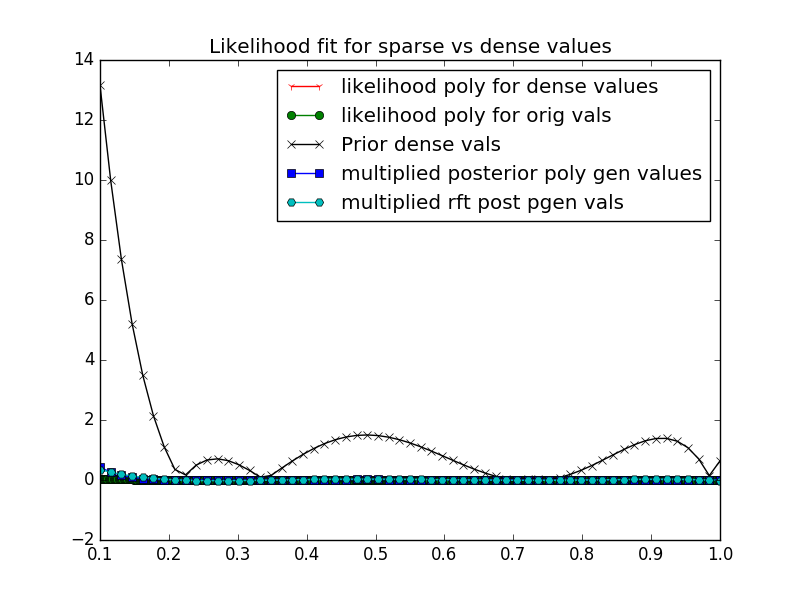 Likelihood fit for sparse vs dense values
likelihood poly for dense values
likelihood poly for orig vals
Prior dense vals
multiplied posterior poly gen values
multiplied rft post pgen vals
14
12
10
8
6
4
2
0
−2
0.1 0.2 0.3 0.4 0.5 0.6 0.7 0.8 0.9 1.0